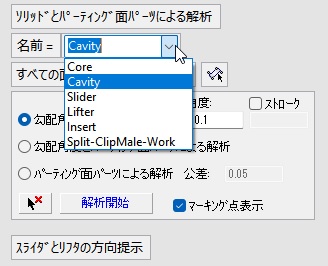 ソリッドとパーティング面パーツによる解析
名前 = Cavity
Core
Cavity
Slider
Lifter
Insert
Split-ClipMale-Work
すべての面
角度: ストローク
勾配角 0.1
勾配角 による解析
パーティング面パーツによる解析 公差: 0.05
解析開始 マーキング点表示
スライダとリフタの方向提示